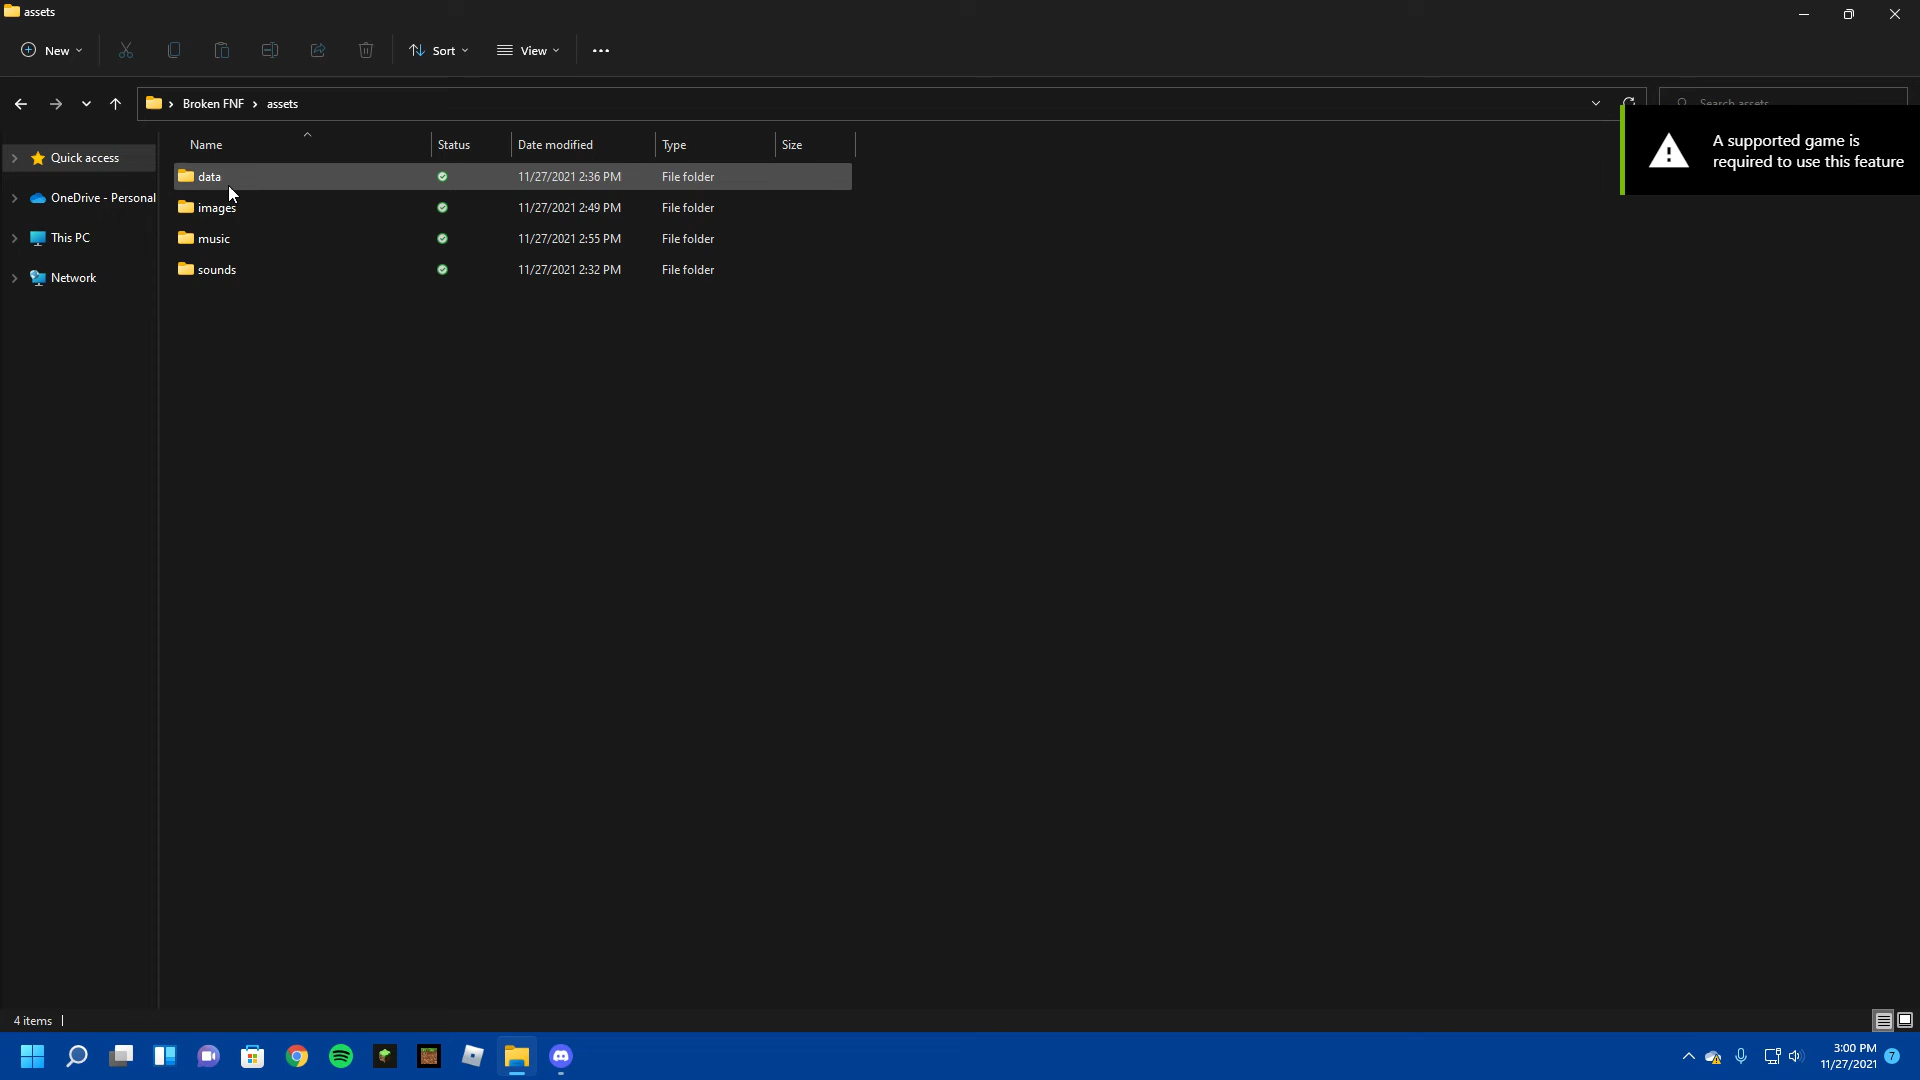 assets
New
Sort
View
Broken FNF
assets
Search assets
A supported game is
required to use this feature
Name
Status
Date modified
Type
Size
Quick access
OneDrive - Personal
This PC
Network
data
11/27/2021 2:36 PM
File folder
images
11/27/2021 2:49 PM
File folder
music
11/27/2021 2:55 PM
File folder
sounds
11/27/2021 2:32 PM
File folder
4 items
3:00 PM
11/27/2021
7